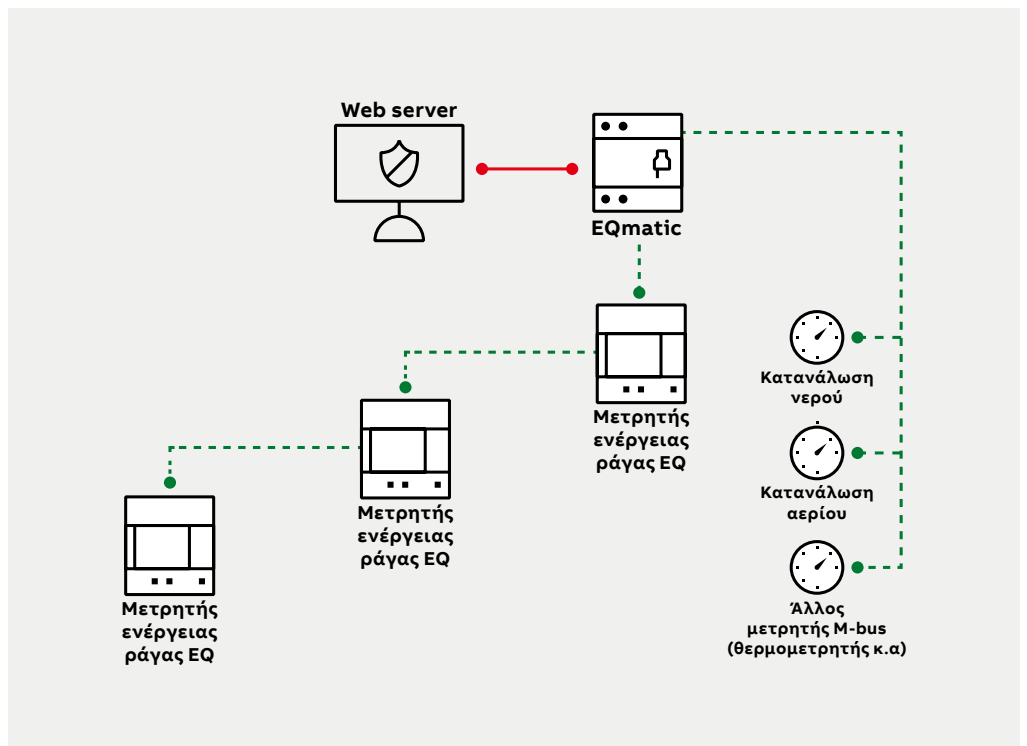 Web server
EQmatic
Μετρητής
ενέργειας
ράγας EQ
Μετρητής
ενέργειας
ράγας EQ
Μετρητής
ενέργειας
ράγας EQ
Κατανάλωση
νερού
Κατανάλωση
αερίου
Άλλος
μετρητής M-bus
(θερμομετρητής κ.α)